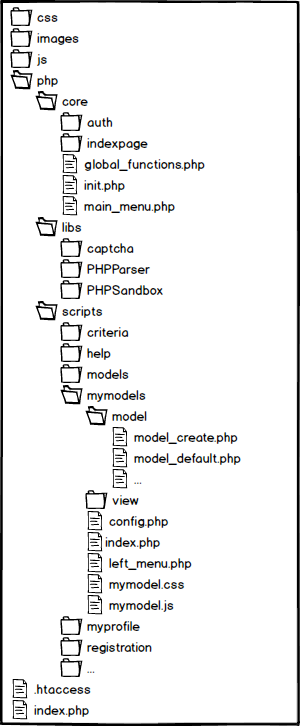 css
images
js
php
core
auth
indexpage
global_functions.php
init.php
main_menu.php
libs
captcha
PHPParser
PHPSandbox
scripts
criteria
help
models
mymodels
model
model_create.php
model_default.php
...
view
config.php
index.php
left_menu.php
mymodel.css
mymodel.js
myprofile
registration
...
.htaccess
index.php